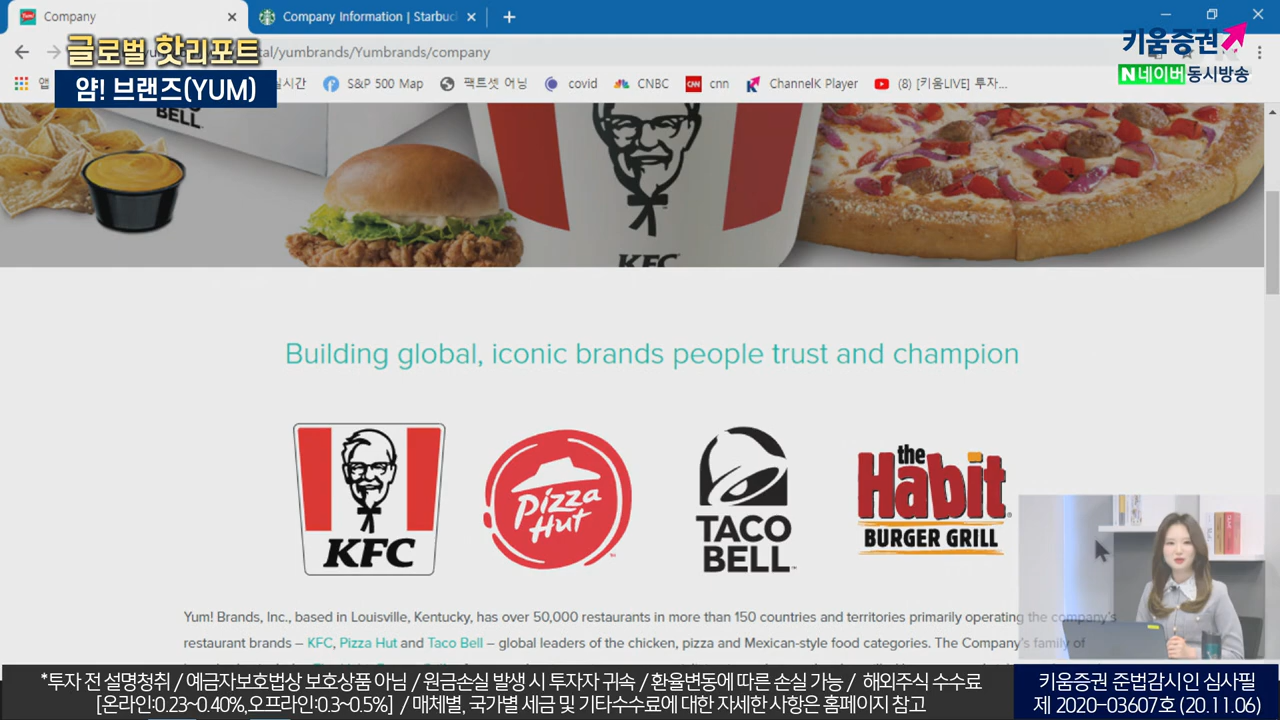 Company
Company Information | Starbuc
글로벌 핫리포트
tal/yumbrands/Yumbrands/company
얌! 브랜즈(YUM)
키움증권
N 네이버 동시방송
앱
실시간
S&P 500 Map
팩트셋 어닝
covid
CNBC
cnn
ChannelK Player
(8) [키움LIVE] 투자...
BELL
KFC
Building global, iconic brands people trust and champion
KFC
Pizza Hut
TACO BELL
the Habit BURGER GRILL
Yum! Brands, Inc., based in Louisville, Kentucky, has over 50,000 restaurants in more than 150 countries and territories primarily operating the company's
restaurant brands – KFC, Pizza Hut and Taco Bell – global leaders of the chicken, pizza and Mexican-style food categories. The Company's family of
*투자 전 설명청취 / 예금자보호법상 보호상품 아님 / 원금손실 발생 시 투자자 귀속 / 환율변동에 따른 손실 가능 / 해외주식 수수료
[온라인:0.23~0.40%,오프라인:0.3~0.5%] / 매체별, 국가별 세금 및 기타수수료에 대한 자세한 사항은 홈페이지 참고
키움증권 준법감시인 심사필
제 2020-03607호 (20.11.06)